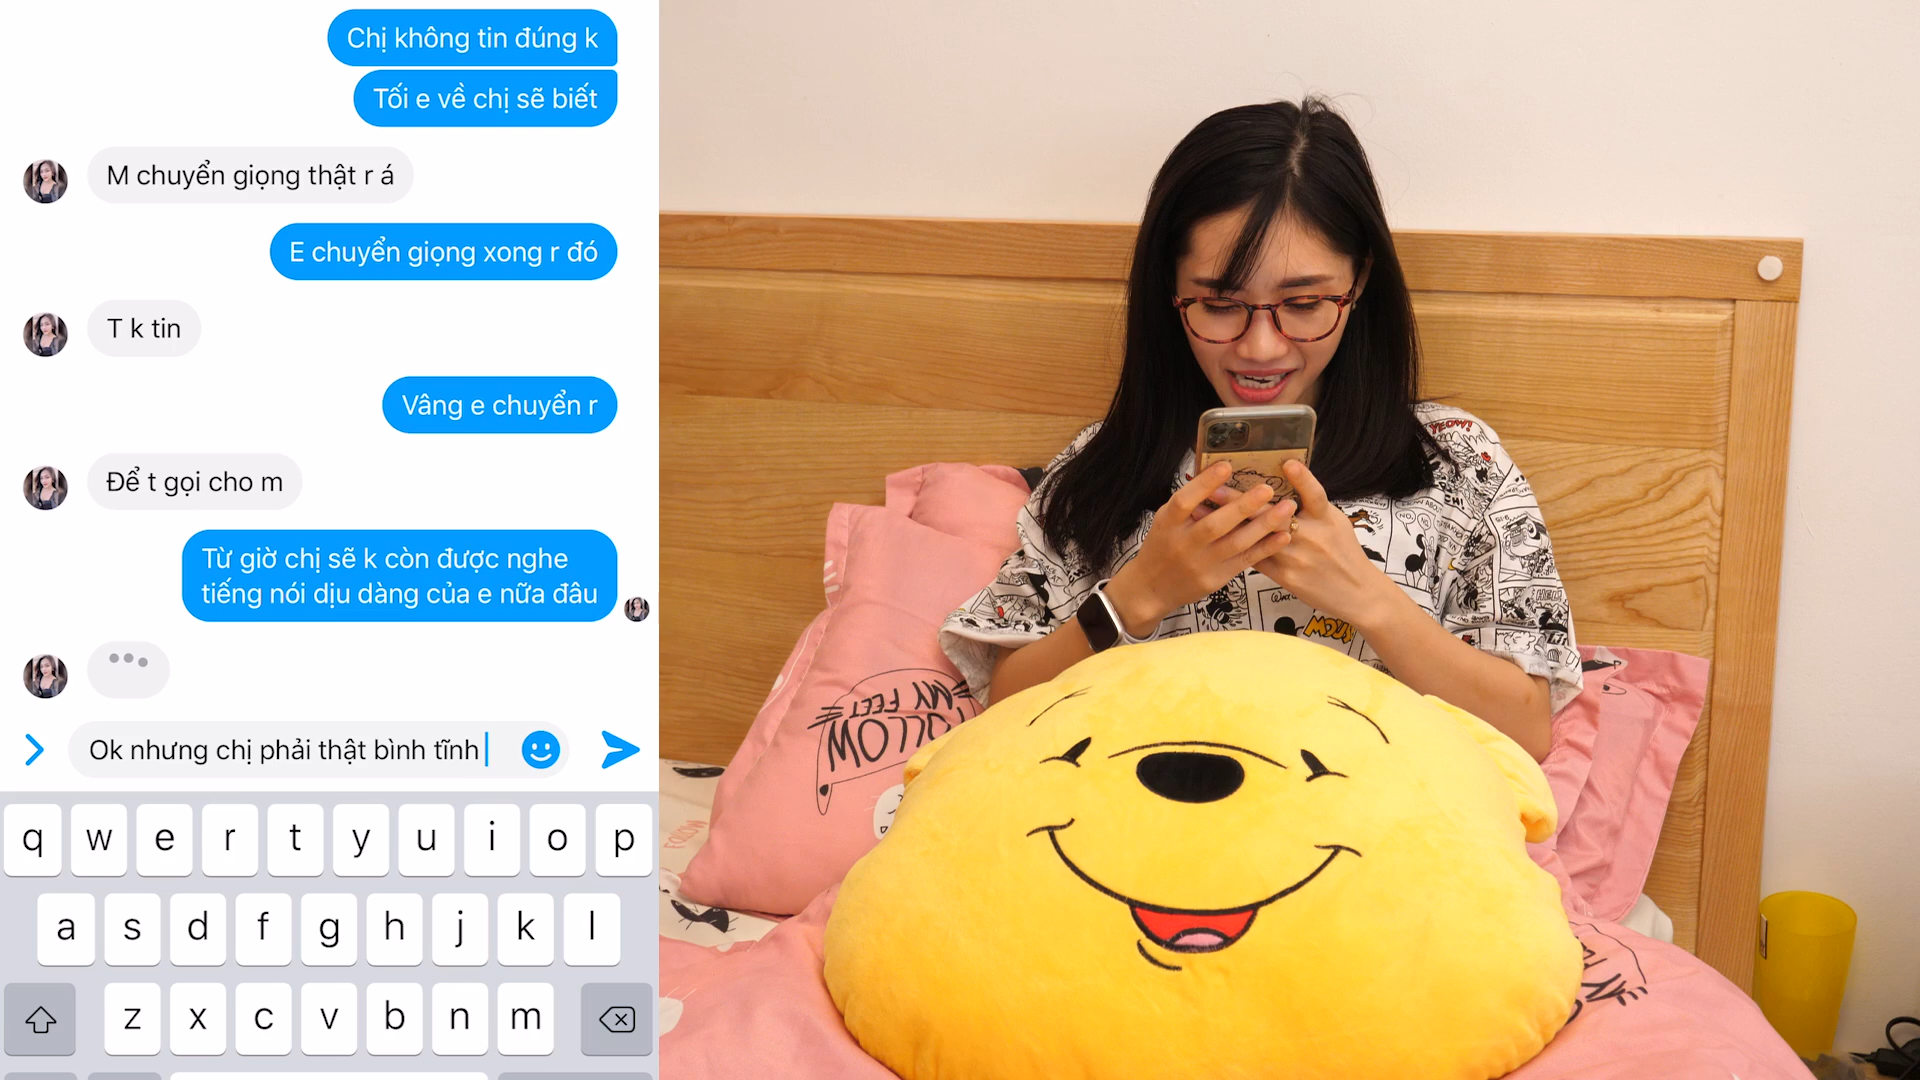 Chị không tin đúng k
Tối e về chị sẽ biết
M chuyển giọng thật r á
E chuyển giọng xong r đó
T k tin
Vâng e chuyển r
Để t gọi cho m
Từ giờ chị sẽ k còn được nghe
tiếng nói dịu dàng của e nữa đâu
Ok nhưng chị phải thật bình tĩnh
q w e r t y u i o p
a s d f g h j k l
z x c v b n m
YEOW!
FOLLOW
MY FEET
FOLLOW